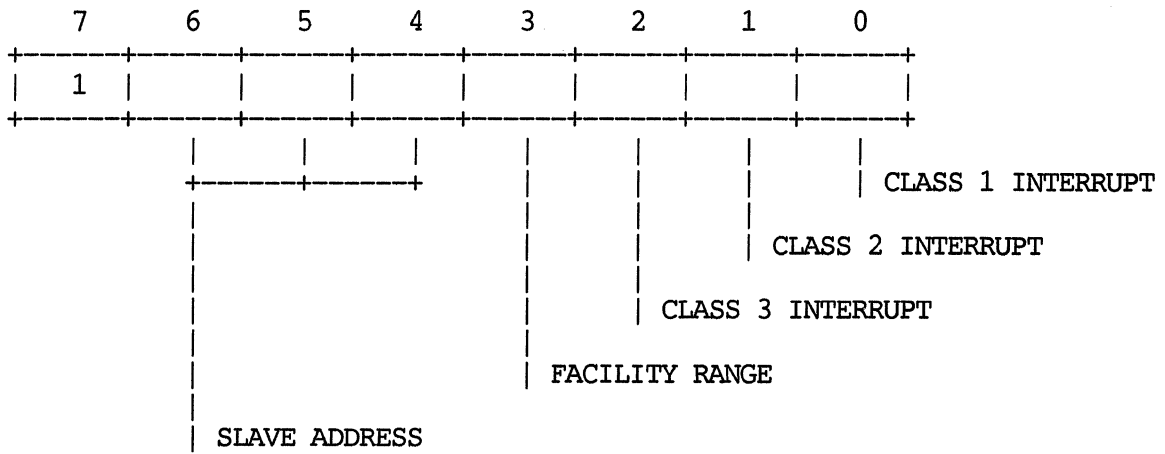 7 6 5 4 3 2 1 0
1
CLASS 1 INTERRUPT
CLASS 2 INTERRUPT
CLASS 3 INTERRUPT
FACILITY RANGE
SLAVE ADDRESS